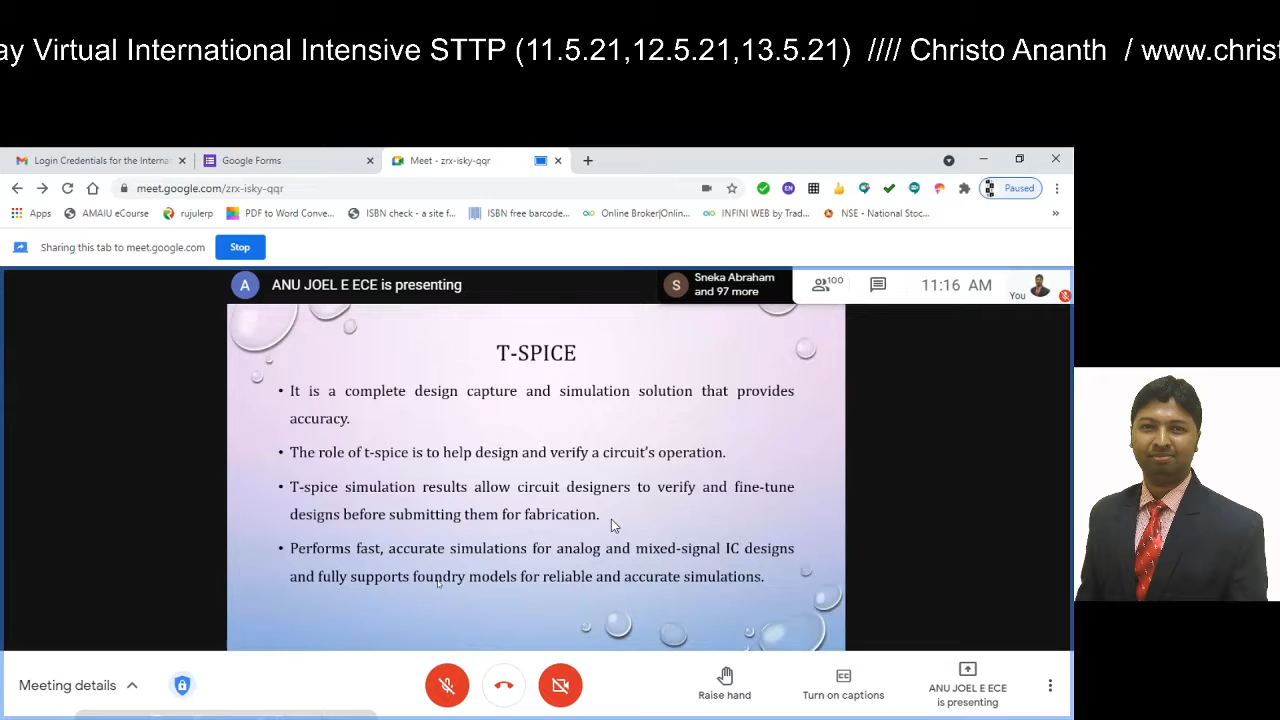 ay Virtual International Intensive STTP (11.5.21,12.5.21,13.5.21) //// Christo Ananth / www.christ
Login Credentials for the Interna
Google Forms
Meet - zrx-isky-qqr
meet.google.com/zrx-isky-qqr
EN
Paused
Apps
AMAIU eCourse
rujulerp
PDF to Word Conve...
ISBN check - a site f...
ISBN free barcode...
Online Broker|Onlin...
INFINI WEB by Trad...
NSE - National Stoc...
Sharing this tab to meet.google.com
Stop
A
ANU JOEL E ECE is presenting
S
Sneka Abraham
and 97 more
100
11:16 AM
You
T-SPICE
• It is a complete design capture and simulation solution that provides
accuracy.
• The role of t-spice is to help design and verify a circuit's operation.
• T-spice simulation results allow circuit designers to verify and fine-tune
designs before submitting them for fabrication.
• Performs fast, accurate simulations for analog and mixed-signal IC designs
and fully supports foundry models for reliable and accurate simulations.
Meeting details
Raise hand
CC
Turn on captions
ANU JOEL E ECE
is presenting